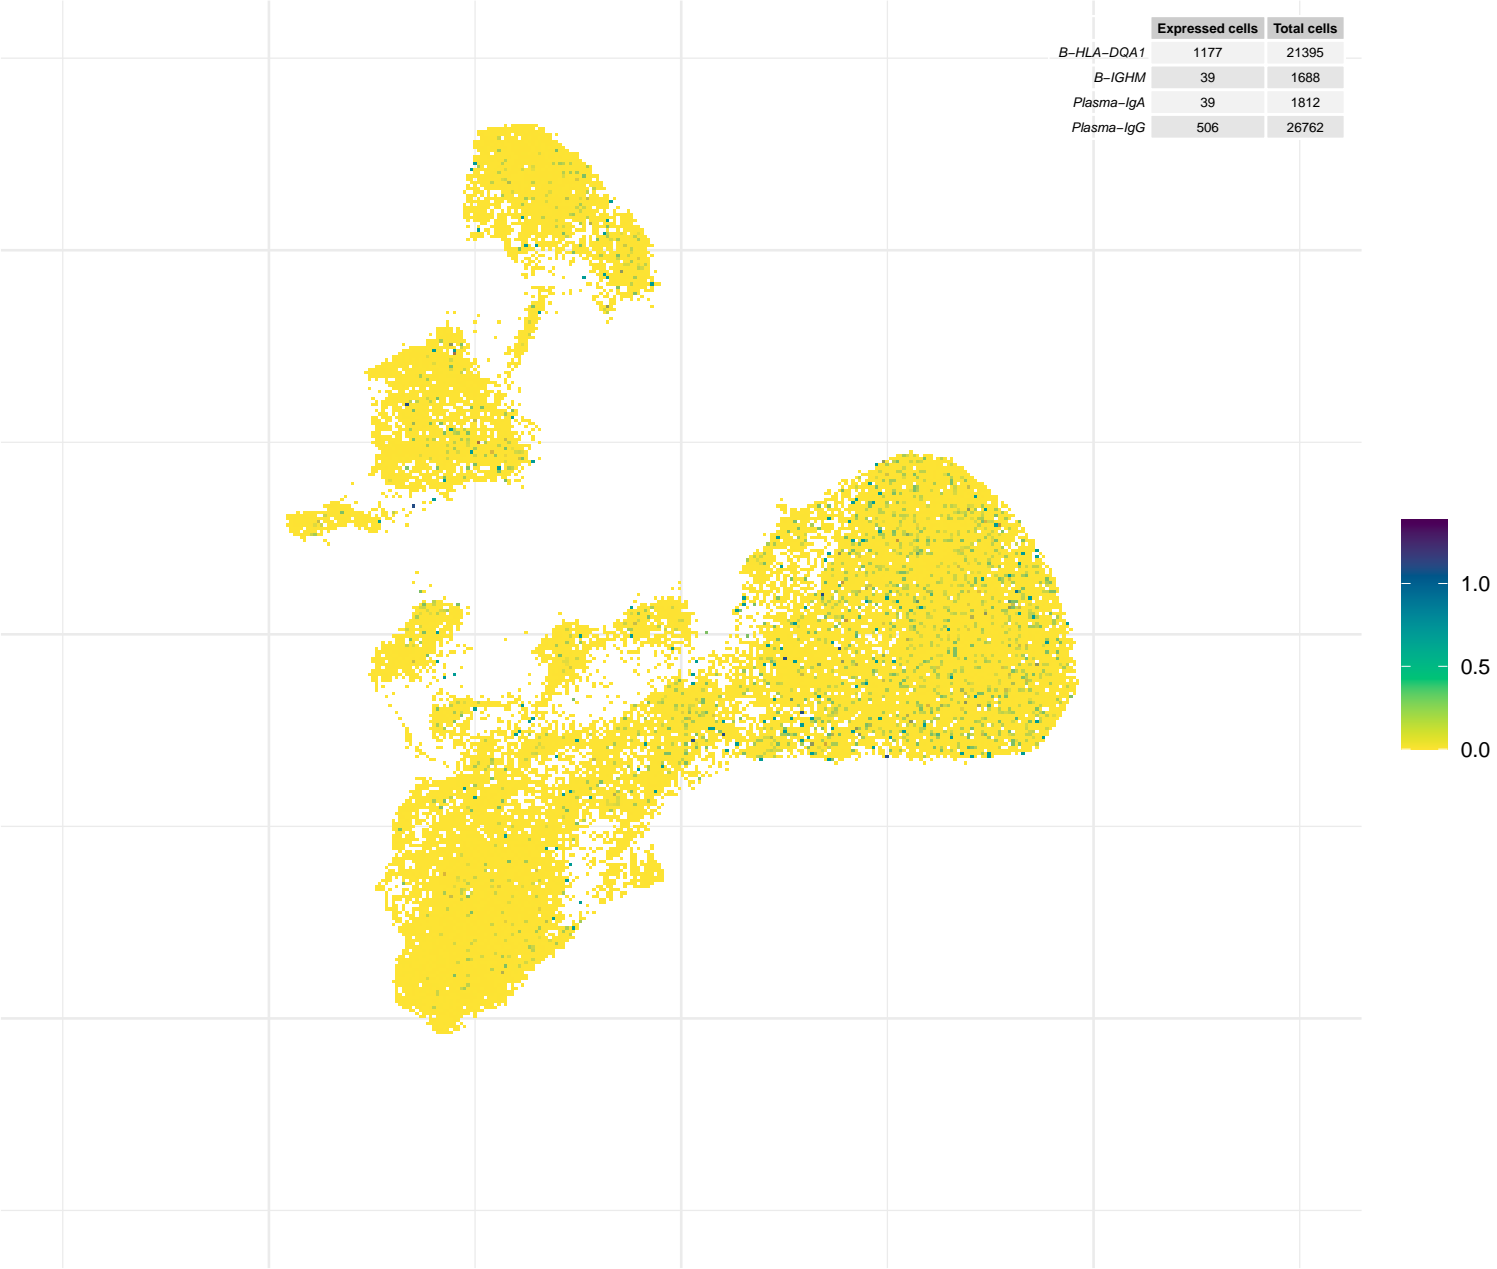 Expressed cells Total cells
B−HLA−DQA1 1177 21395
B−IGHM 39 1688
Plasma−IgA 39 1812
Plasma−IgG 506 26762
1.0
0.5
0.0